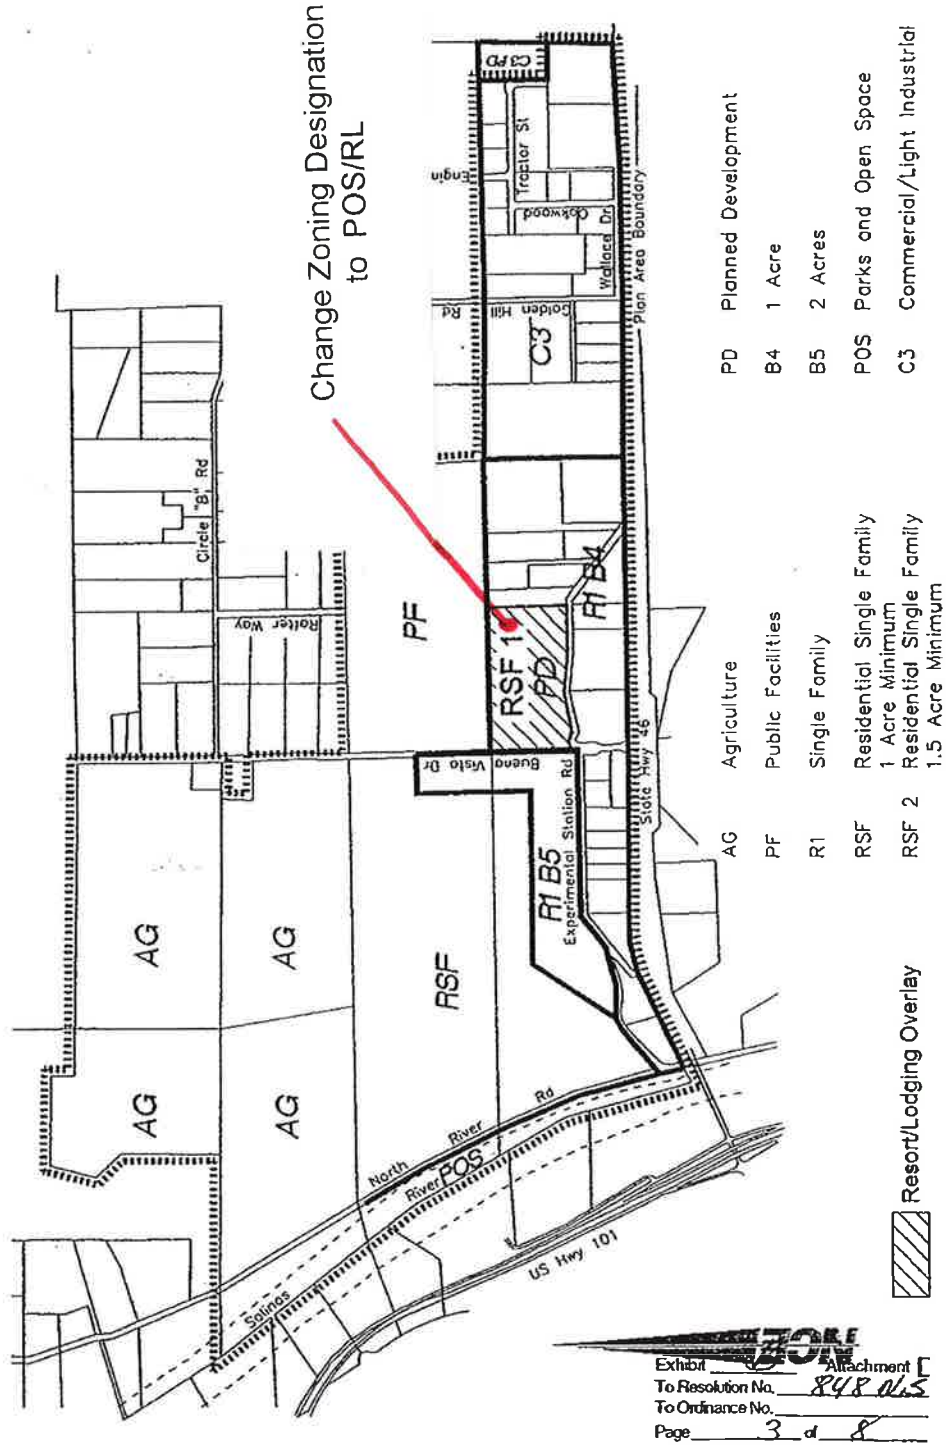 Change Zoning Designation
to POS/RL
C3 PD
Engin
Tractor St
Oakwood
Wallace Dr
Plan Area Boundary
Golden Hill Rd
C3
Circle "B" Rd
Rafter Way
PF
RSF 1
PD
R1 B4
Buena Vista Dr
State Hwy 46
R1 B5
Experimental Station Rd
AG
AG
AG
AG
RSF
North River Rd
Salinas River
POS
US Hwy 101
AG Agriculture
PF Public Facilities
R1 Single Family
RSF Residential Single Family
1 Acre Minimum
RSF 2 Residential Single Family
1.5 Acre Minimum
PD Planned Development
B4 1 Acre
B5 2 Acres
POS Parks and Open Space
C3 Commercial/Light Industrial
Resort/Lodging Overlay
Exhibit Attachment
To Resolution No. 848 N.S
To Ordinance No.
Page 3 of 8